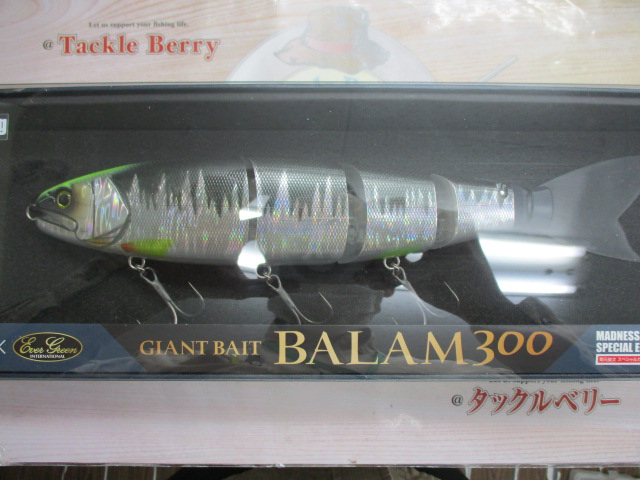 Let us support your fishing life.
@ Tackle Berry
Ever Green
INTERNATIONAL
GIANT BAIT BALAM300
MADNESS
SPECIAL E
@ タックルベリー